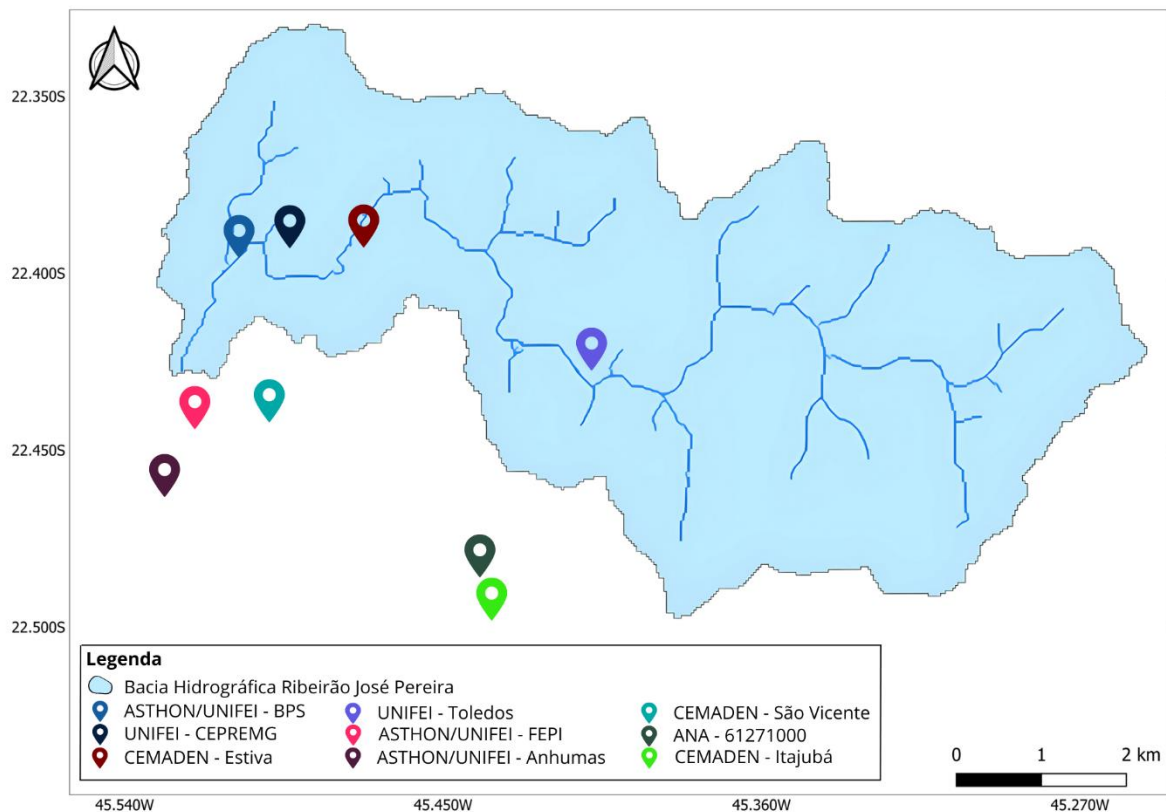 22.350S
22.400S
22.450S
22.500S
Legenda
Bacia Hidrográfica Ribeirão José Pereira
ASTHON/UNIFEI - BPS
UNIFEI - CEPREMG
CEMADEN - Estiva
UNIFEI - Toledos
ASTHON/UNIFEI - FEPI
ASTHON/UNIFEI - Anhumas
CEMADEN - São Vicente
ANA - 61271000
CEMADEN - Itajubá
0 1 2 km
45.540W 45.450W 45.360W 45.270W